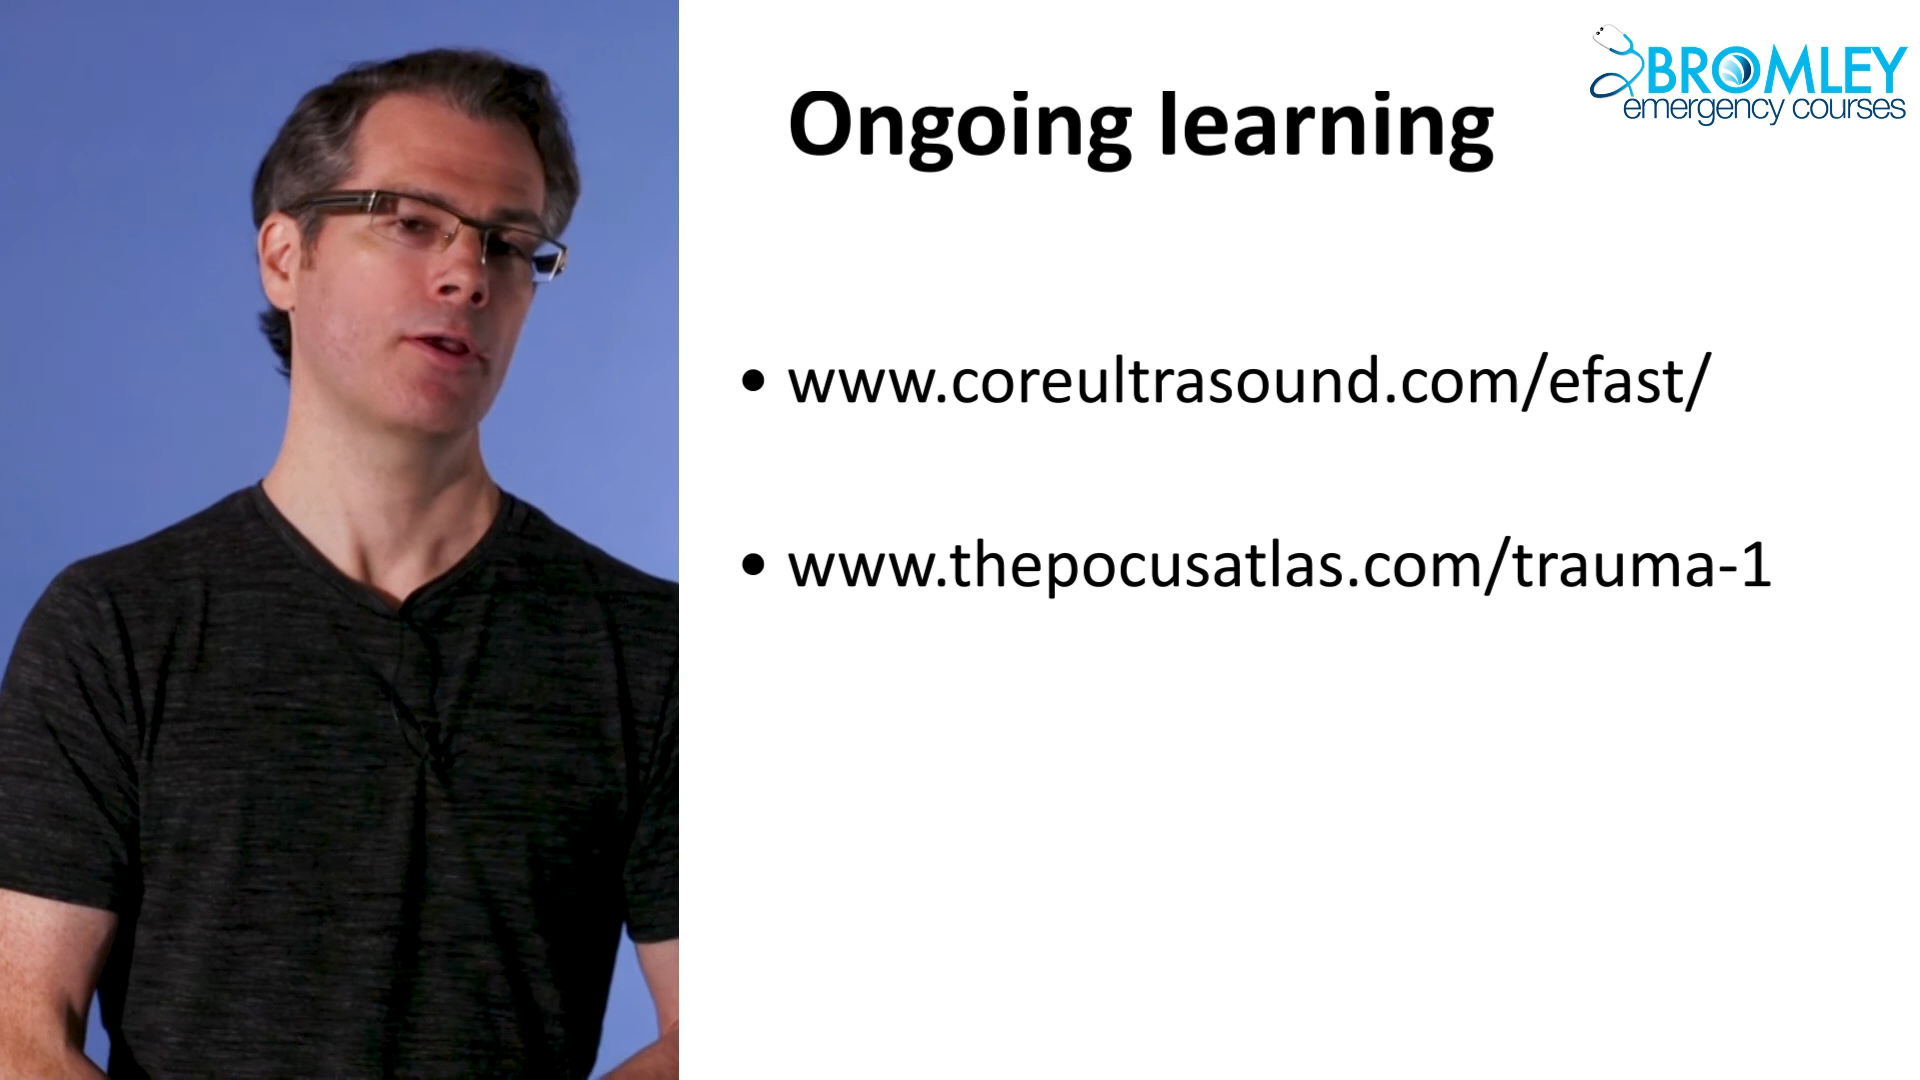 BROMLEY
emergency courses
Ongoing learning
• www.coreultrasound.com/efast/
• www.thepocusatlas.com/trauma-1